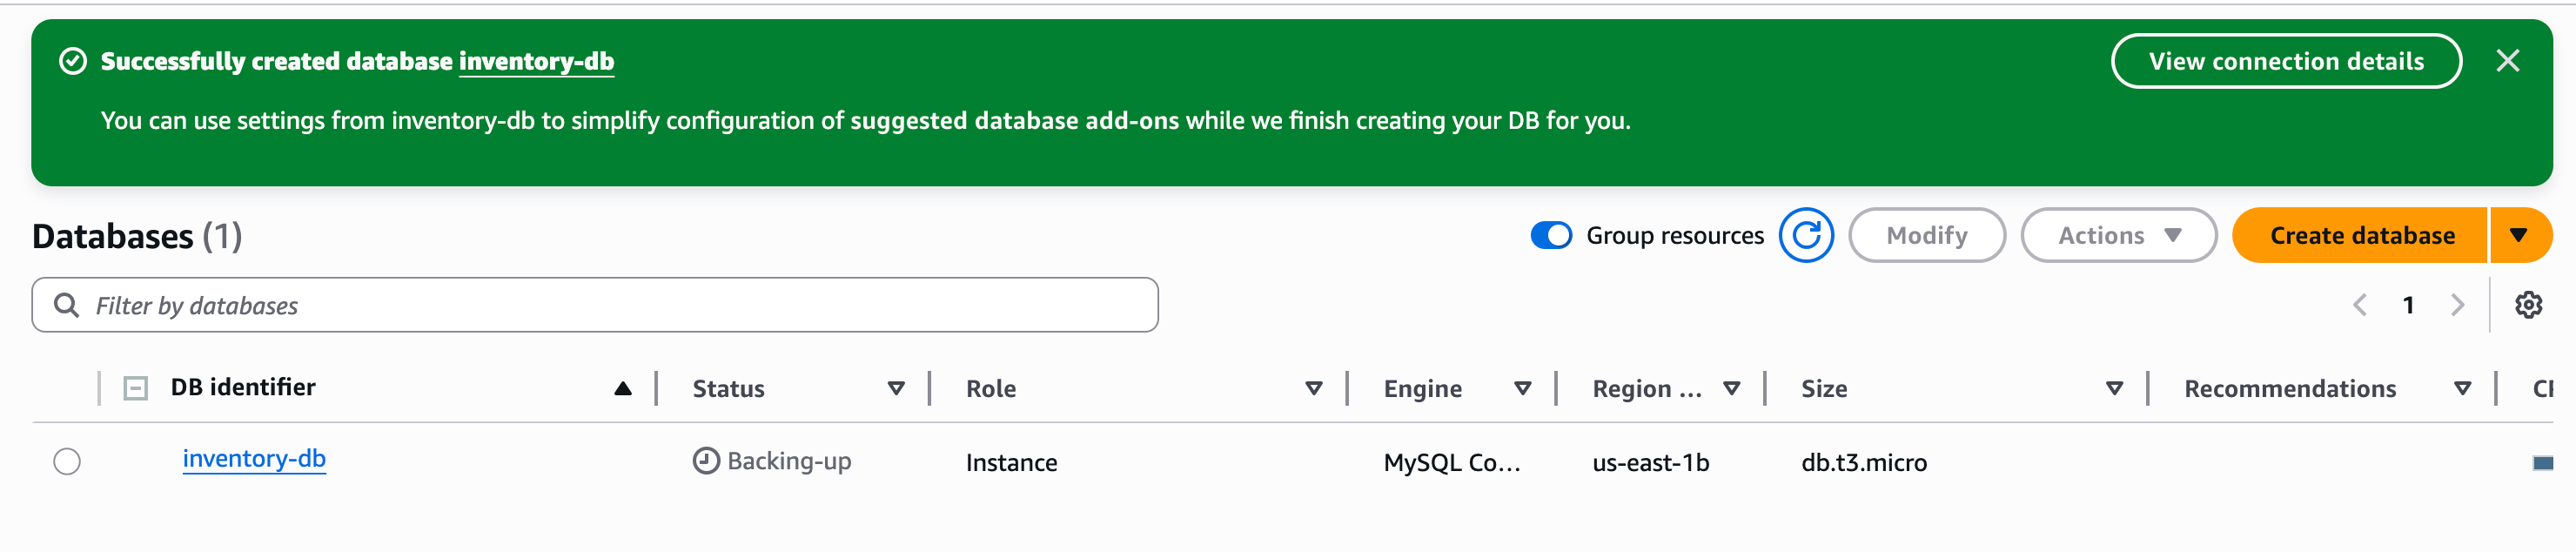 Successfully created database inventory-db
View connection details
You can use settings from inventory-db to simplify configuration of suggested database add-ons while we finish creating your DB for you.
Databases (1)
Group resources
Modify
Actions
Create database
Filter by databases
1
DB identifier
Status
Role
Engine
Region ...
Size
Recommendations
inventory-db
Backing-up
Instance
MySQL Co...
us-east-1b
db.t3.micro